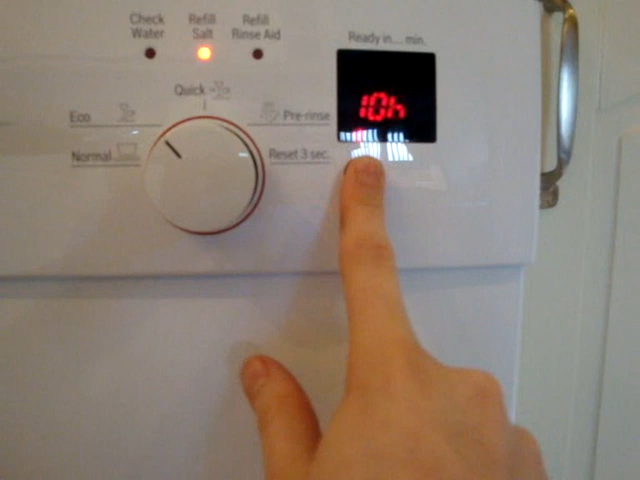 Check Water
Refill Salt
Refill Rinse Aid
Ready in.... min.
10h
Quick
Eco
Pre-rinse
Normal
Reset 3 sec.